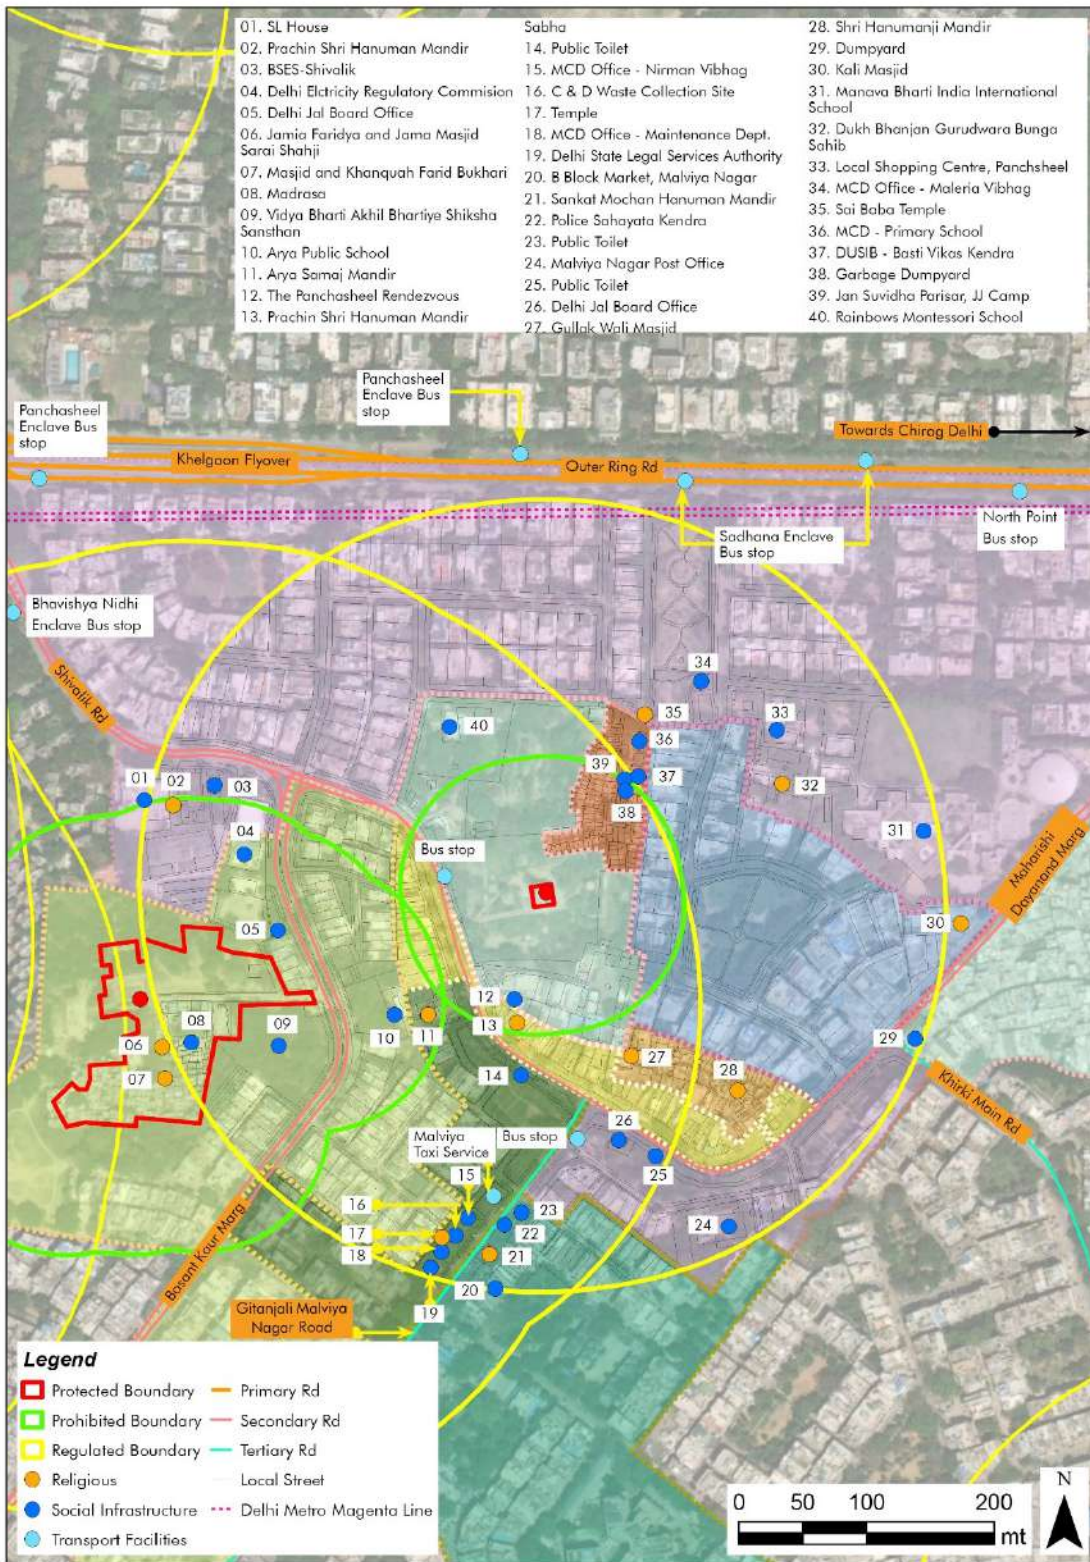 01. SL House
02. Prachin Shri Hanuman Mandir
03. BSES-Shivalik
04. Delhi Elctricity Regulatory Commision
05. Delhi Jal Board Office
06. Jamia Faridya and Jama Masjid
Sarai Shahji
07. Masjid and Khanquah Farid Bukhari
08. Madrasa
09. Vidya Bharti Akhil Bhartiye Shiksha
Sansthan
10. Arya Public School
11. Arya Samaj Mandir
12. The Panchasheel Rendezvous
13. Prachin Shri Hanuman Mandir
Sabha
14. Public Toilet
15. MCD Office - Nirman Vibhag
16. C & D Waste Collection Site
17. Temple
18. MCD Office - Maintenance Dept.
19. Delhi State Legal Services Authority
20. B Block Market, Malviya Nagar
21. Sankat Mochan Hanuman Mandir
22. Police Sahayata Kendra
23. Public Toilet
24. Malviya Nagar Post Office
25. Public Toilet
26. Delhi Jal Board Office
27. Gullak Wali Masjid
28. Shri Hanumanji Mandir
29. Dumpyard
30. Kali Masjid
31. Manava Bharti India International
School
32. Dukh Bhanjan Gurudwara Bunga
Sahib
33. Local Shopping Centre, Panchsheel
34. MCD Office - Maleria Vibhag
35. Sai Baba Temple
36. MCD - Primary School
37. DUSIB - Basti Vikas Kendra
38. Garbage Dumpyard
39. Jan Suvidha Parisar, JJ Camp
40. Rainbows Montessori School
Panchasheel
Enclave Bus
stop
Panchasheel
Enclave Bus
stop
Towards Chirag Delhi
Khelgaon Flyover
Outer Ring Rd
Sadhana Enclave
Bus stop
North Point
Bus stop
Bhavishya Nidhi
Enclave Bus stop
Shivalik Rd
34
35
40
33
36
01
02
03
39
37
32
38
31
04
Bus stop
Maharishi
Dayanand Marg
30
05
12
08
09
10
11
13
29
06
27
07
14
28
Khirki Main Rd
26
Malviya
Taxi Service
Bus stop
25
15
16
23
24
22
17
21
18
Basant Kaur Marg
20
19
Gitanjali Malviya
Nagar Road
Legend
Protected Boundary
Prohibited Boundary
Regulated Boundary
Religious
Social Infrastructure
Transport Facilities
Primary Rd
Secondary Rd
Tertiary Rd
Local Street
Delhi Metro Magenta Line
0 50 100 200
mt
N